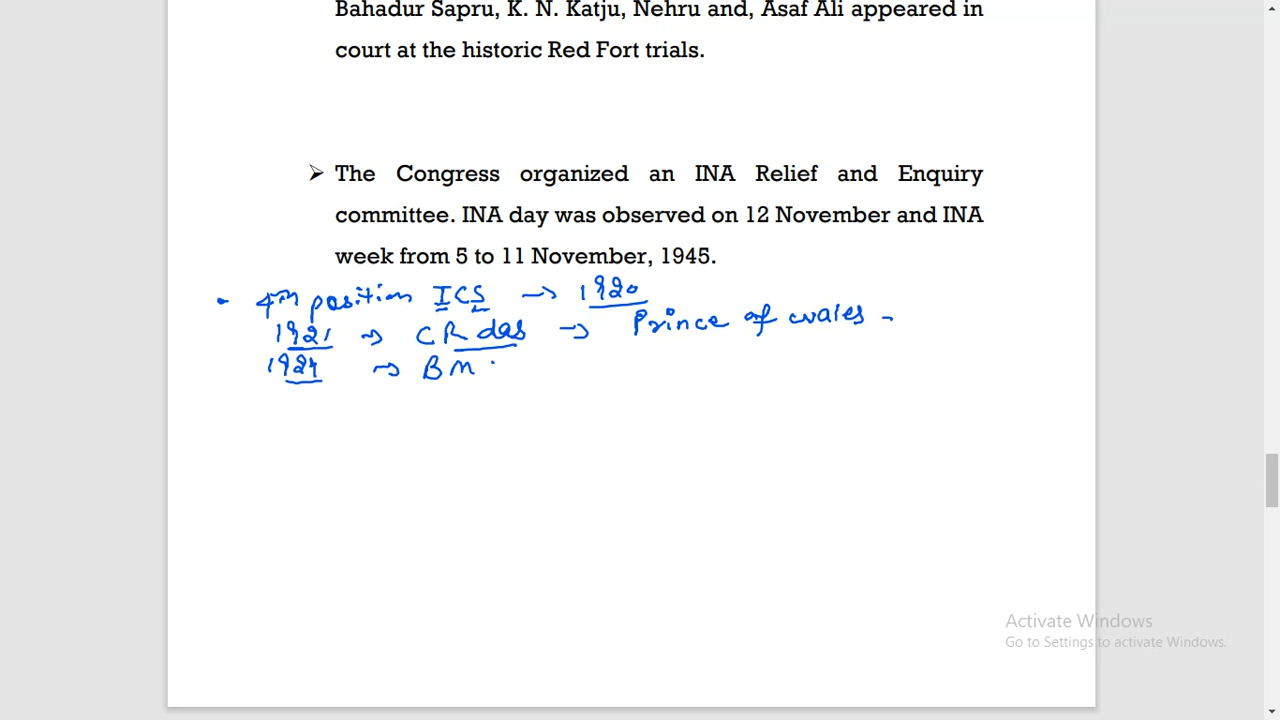 Bahadur Sapru, K. N. Katju, Nehru and, Asaf Ali appeared in
court at the historic Red Fort trials.
➢ The Congress organized an INA Relief and Enquiry
committee. INA day was observed on 12 November and INA
week from 5 to 11 November, 1945.
• 4th position ICS → 1920
1921 → CR das → Prince of wales -
1924 → BM
Activate Windows
Go to Settings to activate Windows.